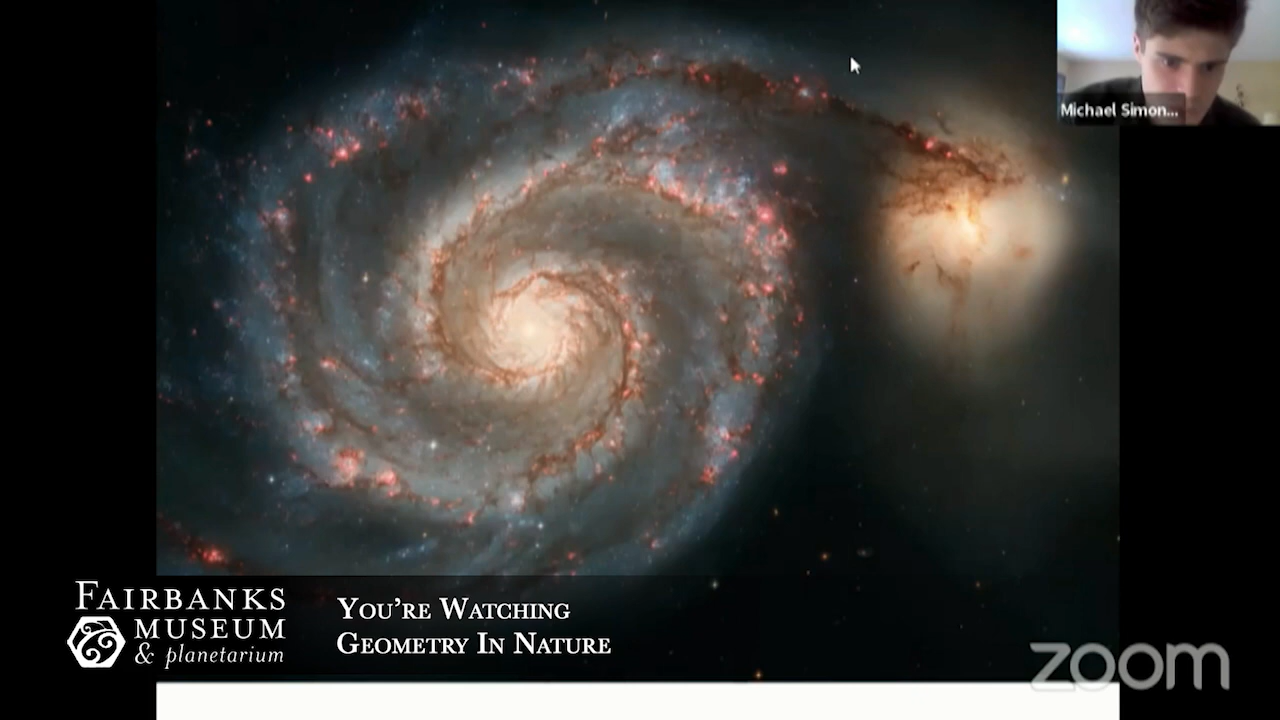 Michael Simon...
FAIRBANKS
MUSEUM
& planetarium
YOU'RE WATCHING
GEOMETRY IN NATURE
zoom